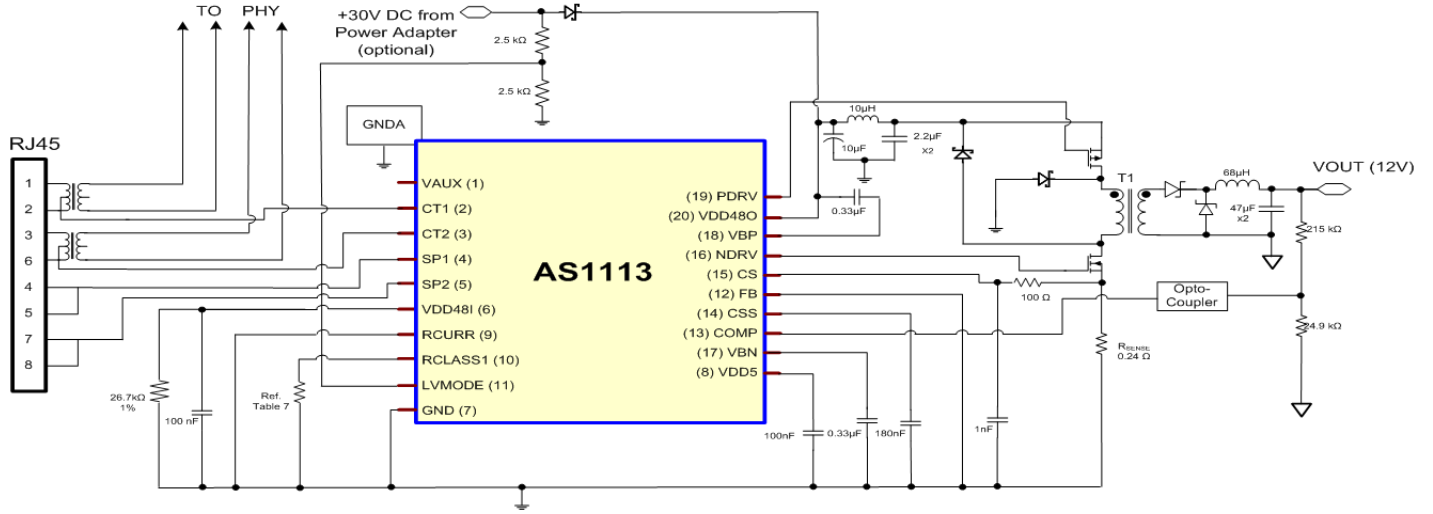 TO PHY
+30V DC from
Power Adapter
(optional)
2.5 kΩ
2.5 kΩ
GNDA
RJ45
1
2
3
6
4
5
7
8
VAUX (1)
CT1 (2)
CT2 (3)
SP1 (4)
SP2 (5)
VDD48I (6)
RCURR (9)
RCLASS1 (10)
LVMODE (11)
GND (7)
AS1113
(19) PDRV
(20) VDD48O
(18) VBP
(16) NDRV
(15) CS
(12) FB
(14) CSS
(13) COMP
(17) VBN
(8) VDD5
10µH
10µF
2.2µF
X2
0.33µF
T1
68µH
47µF
x2
VOUT (12V)
215 kΩ
100 Ω
Opto-
Coupler
24.9 kΩ
RSENSE
0.24 Ω
26.7kΩ
1%
100 nF
Ref.
Table 7
100nF
0.33µF
180nF
1nF